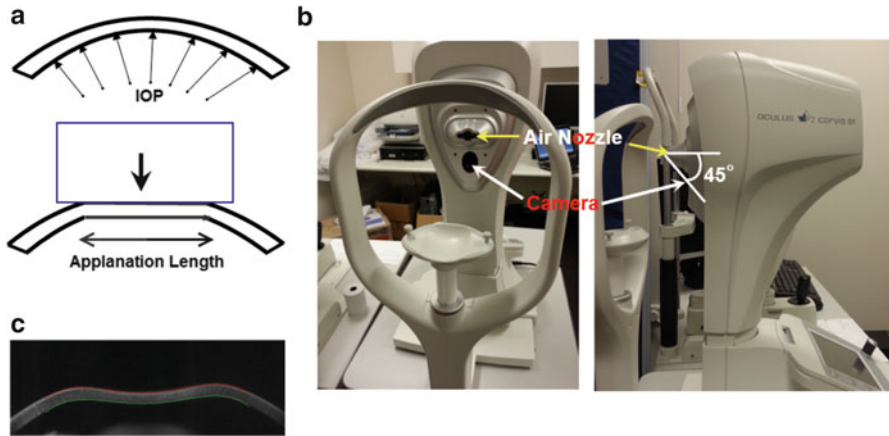 a
IOP
Applanation Length
b
Air Nozzle
Camera
OCULUS corvis ST
45°
c